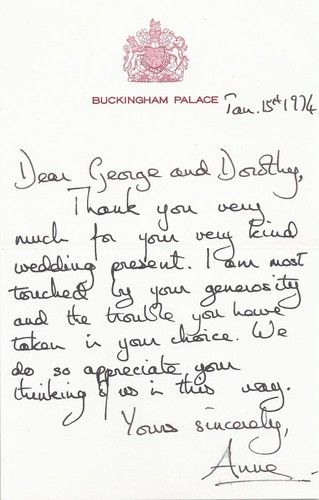 BUCKINGHAM PALACE
Jan. 15th 1974
Dear George and Dorothy,
Thank you very
much for your very kind
wedding present. I am most
touched by your generosity
and the trouble you have
taken in your choice. We
do so appreciate your
thinking of us in this way.
Yours sincerely,
Anne